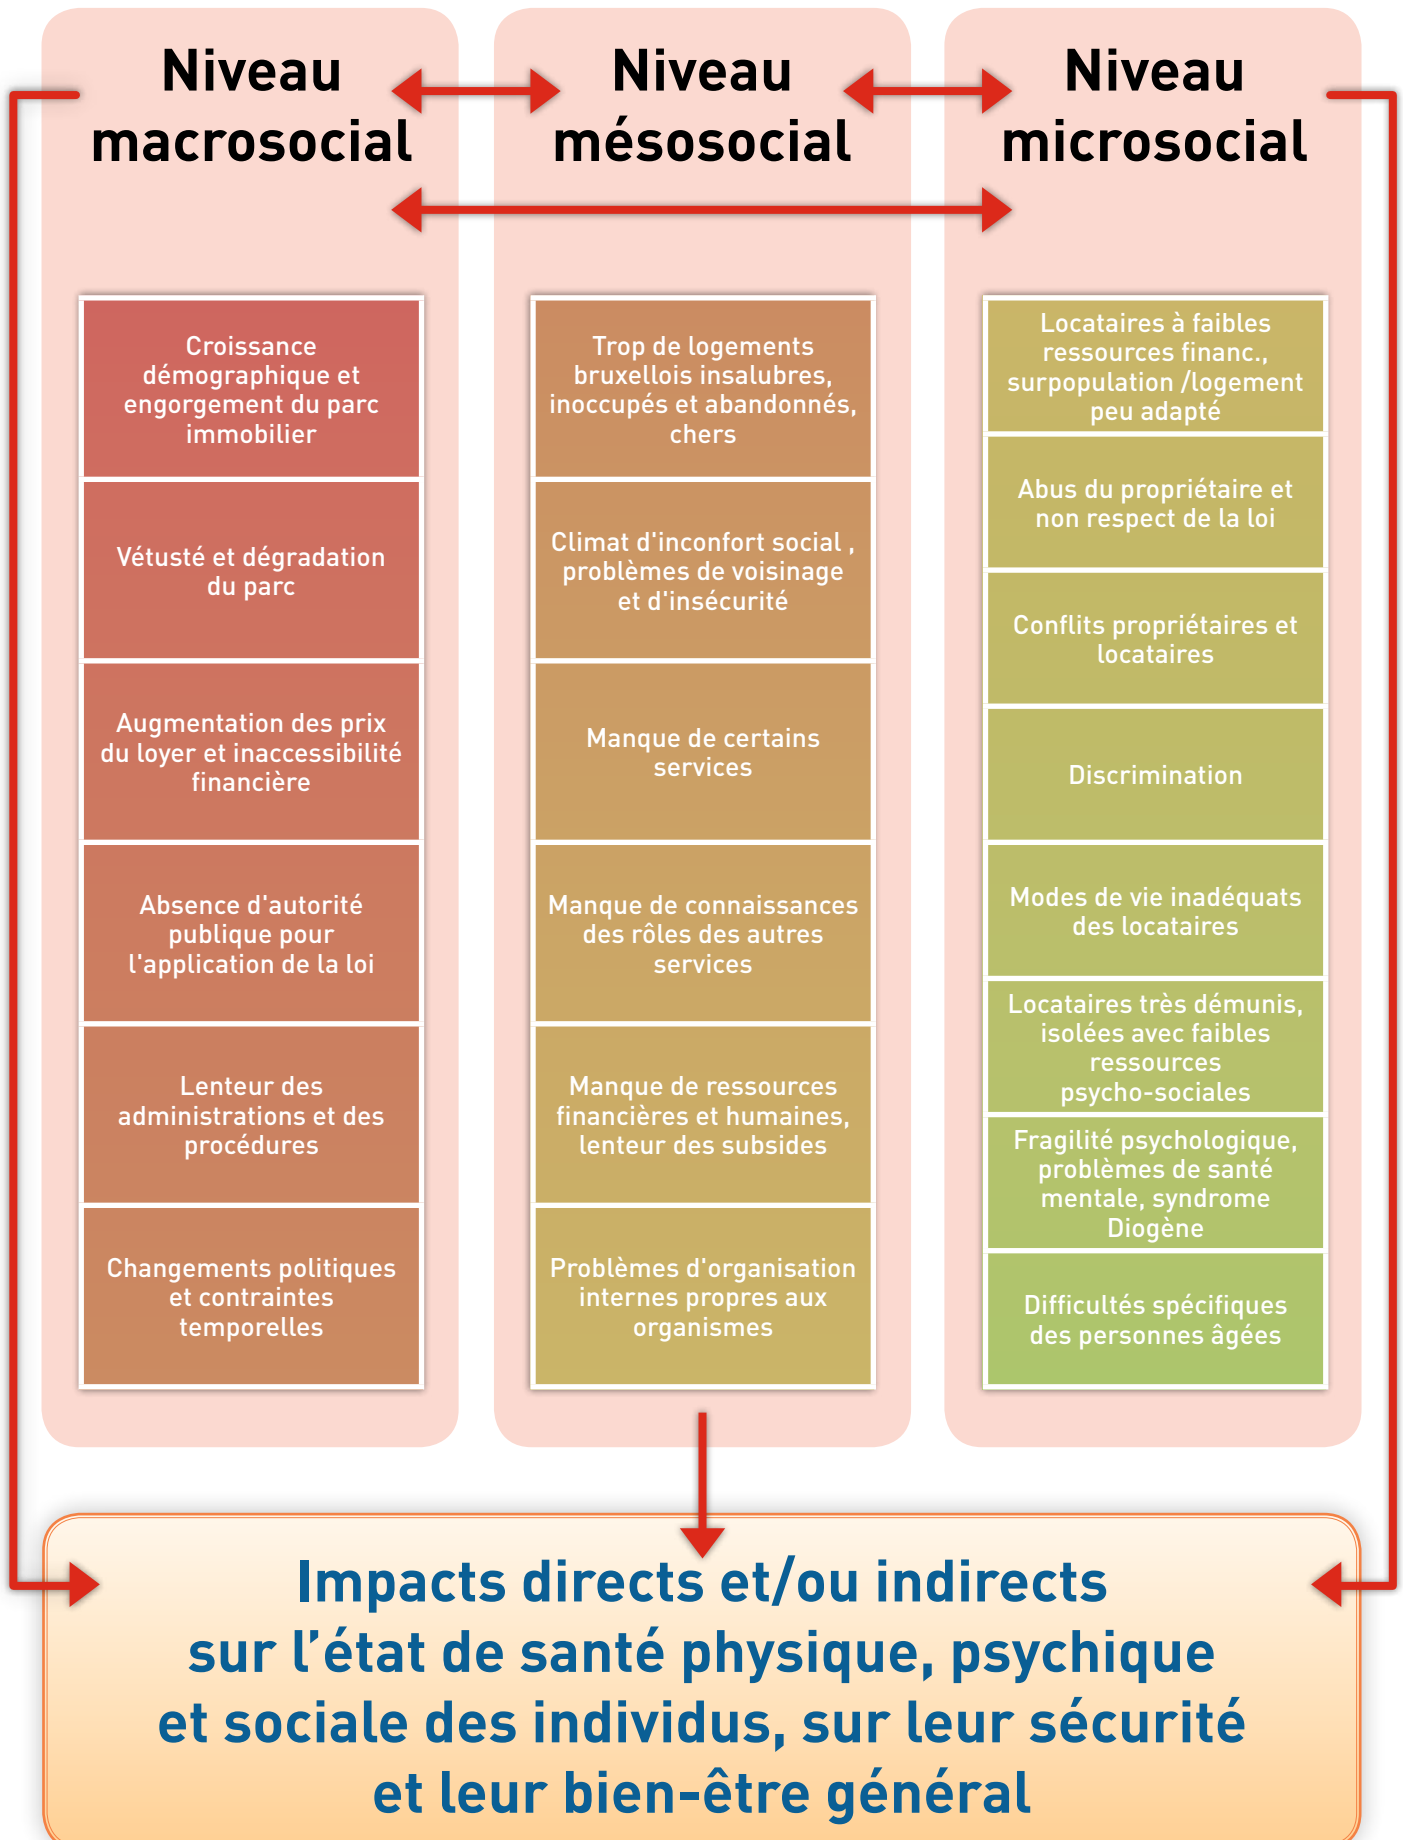 Niveau
macrosocial
Croissance
démographique et
engorgement du parc
immobilier
Vétusté et dégradation
du parc
Augmentation des prix
du loyer et inaccessibilité
financière
Absence d'autorité
publique pour
l'application de la loi
Lenteur des
administrations et des
procédures
Changements politiques
et contraintes
temporelles
Niveau
mésosocial
Trop de logements
bruxellois insalubres,
inoccupés et abandonnés,
chers
Climat d'inconfort social ,
problèmes de voisinage
et d'insécurité
Manque de certains
services
Manque de connaissances
des rôles des autres
services
Manque de ressources
financières et humaines,
lenteur des subsides
Problèmes d'organisation
internes propres aux
organismes
Niveau
microsocial
Locataires à faibles
ressources financ.,
surpopulation /logement
peu adapté
Abus du propriétaire et
non respect de la loi
Conflits propriétaires et
locataires
Discrimination
Modes de vie inadéquats
des locataires
Locataires très démunis,
isolées avec faibles
ressources
psycho-sociales
Fragilité psychologique,
problèmes de santé
mentale, syndrome
Diogène
Difficultés spécifiques
des personnes âgées
Impacts directs et/ou indirects
sur l’état de santé physique, psychique
et sociale des individus, sur leur sécurité
et leur bien-être général